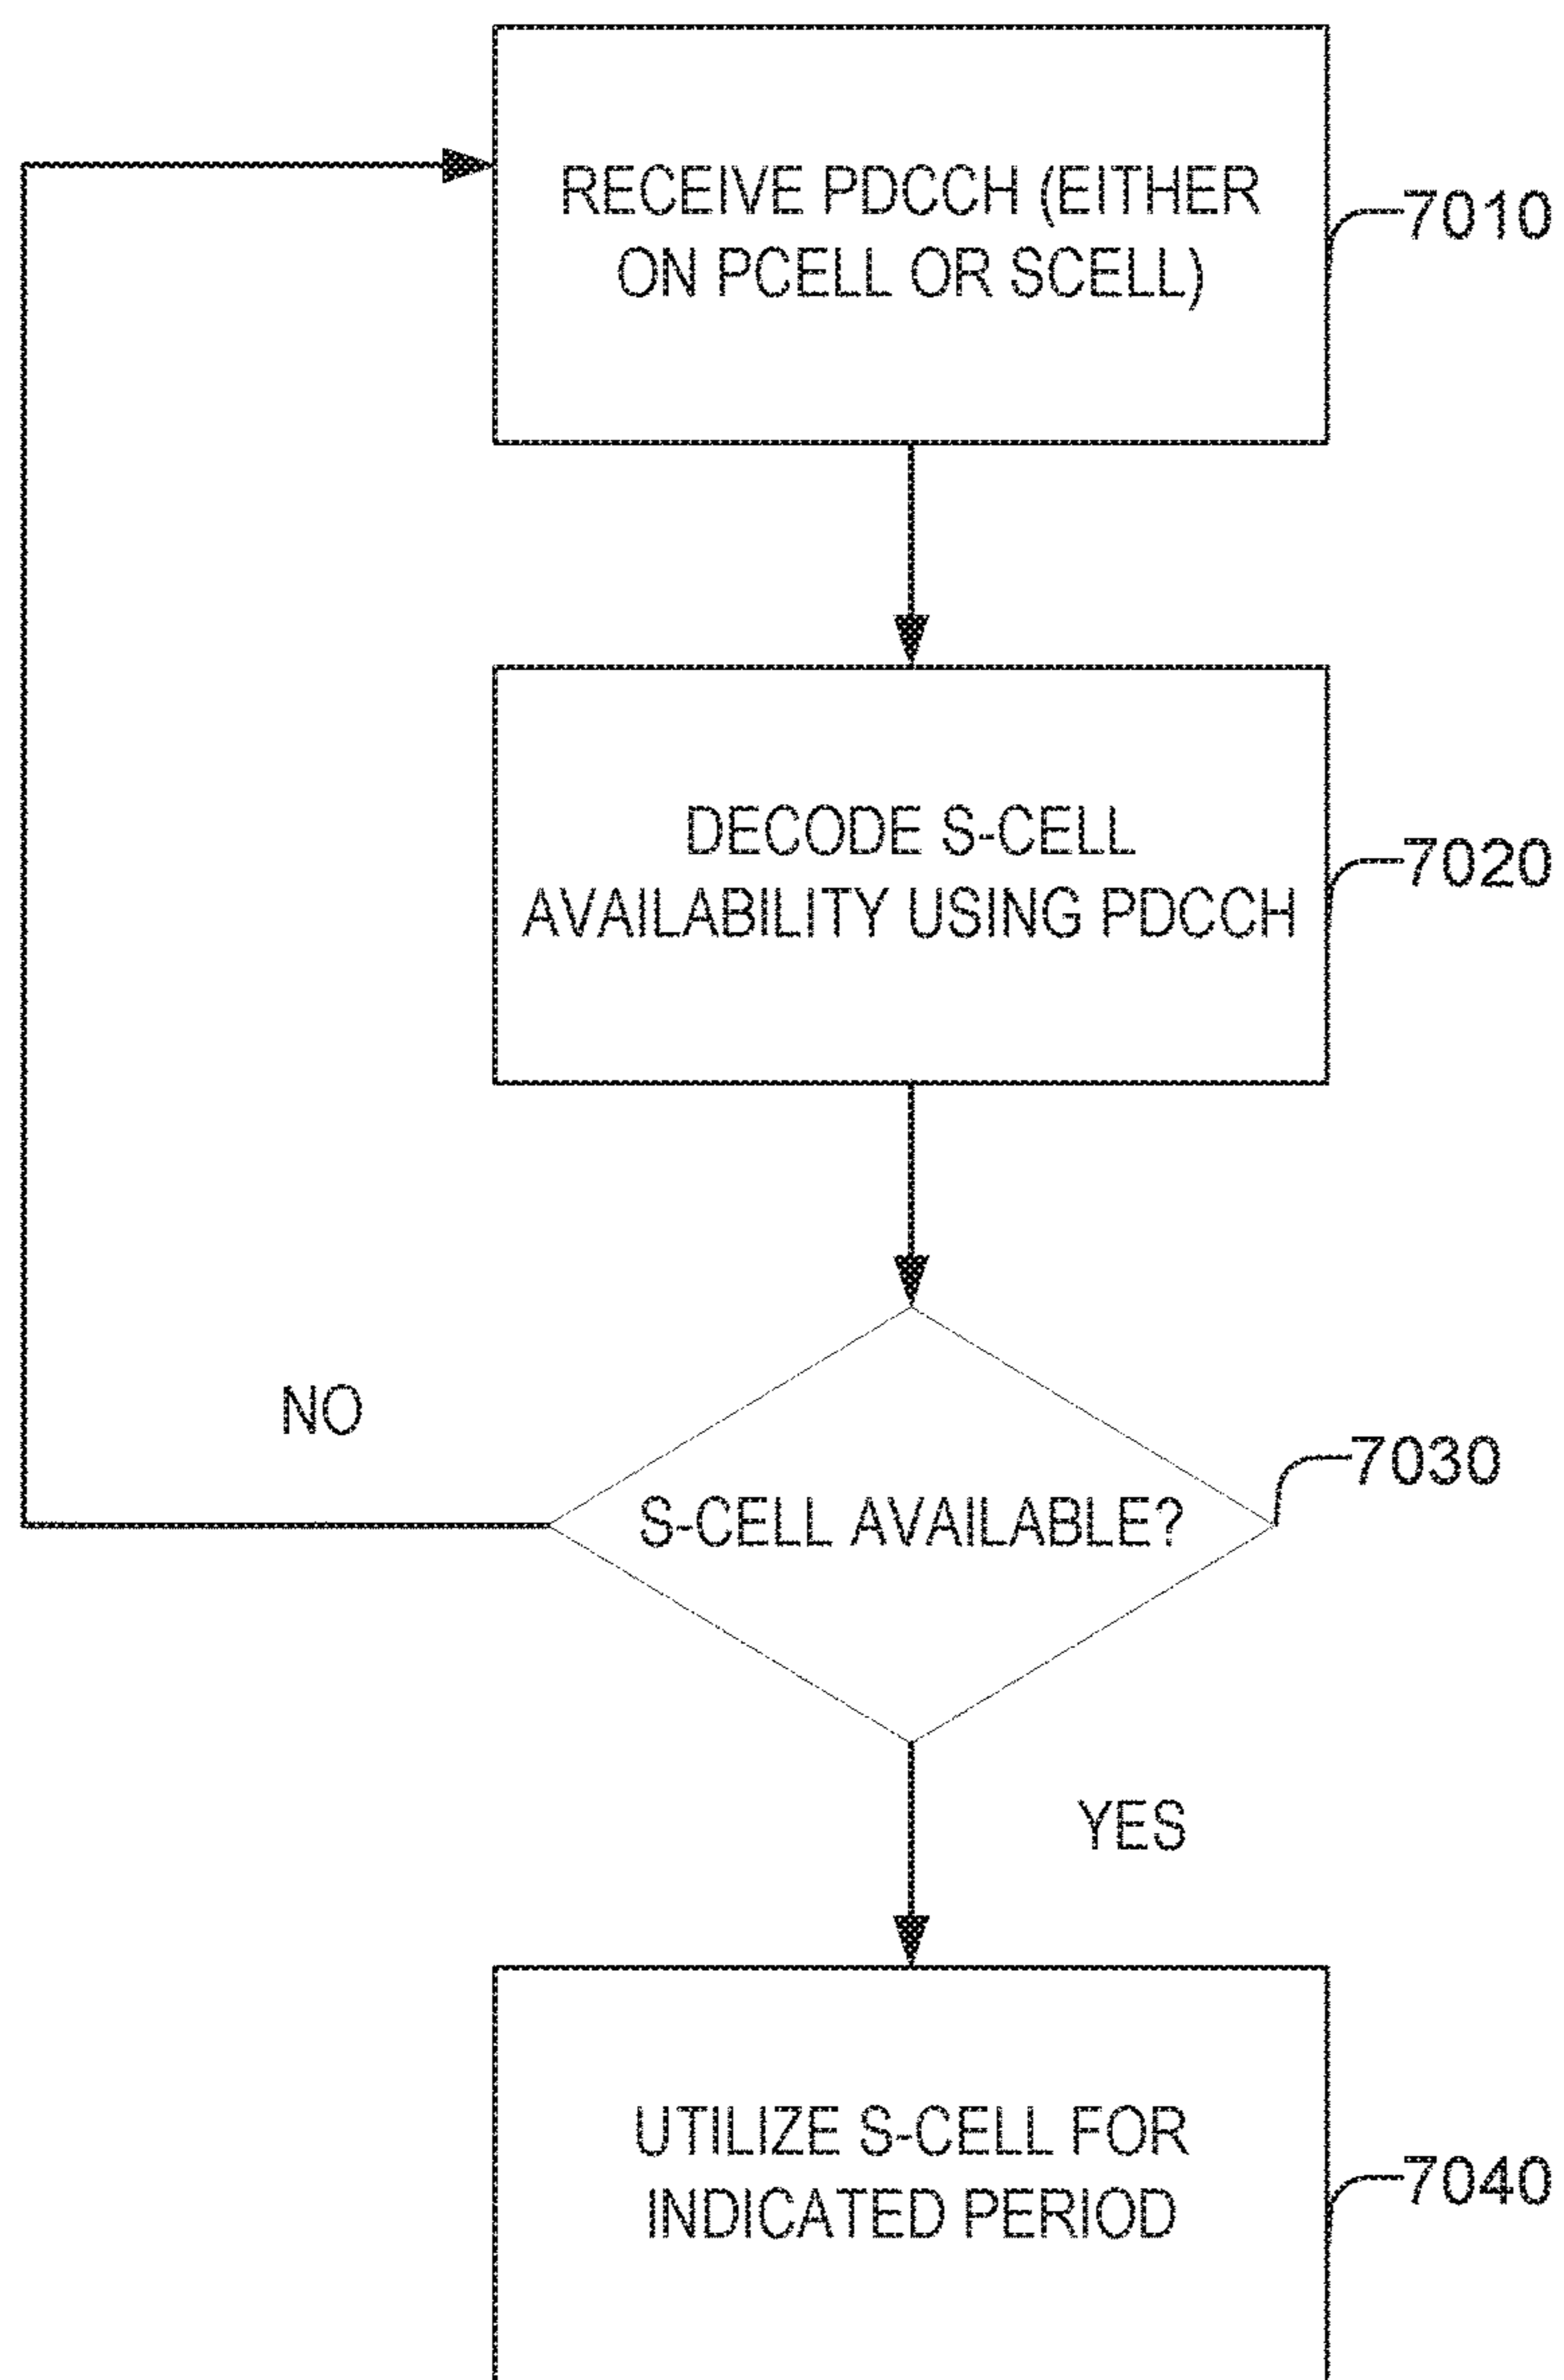 RECEIVE PDCCH (EITHER
ON PCELL OR SCELL)
7010
DECODE S-CELL
AVAILABILITY USING PDCCH
7020
NO
S-CELL AVAILABLE?
7030
YES
UTILIZE S-CELL FOR
INDICATED PERIOD
7040